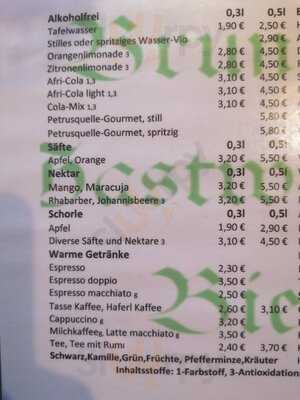 Alkoholfrei 0,3l 0,5l
Tafelwasser 1,90 € 2,50 €
Stilles oder spritziges Wasser-Vio 2,90 €
Orangenlimonade 3 2,80 € 4,50 €
Zitronenlimonade 3 2,80 € 4,50 €
Afri-Cola 1,3 3,10 € 4,50 €
Afri-Cola light 1,3 3,10 € 4,50 €
Cola-Mix 1,3 3,10 € 4,50 €
Petrusquelle-Gourmet, still 5,80 €
Petrusquelle-Gourmet, spritzig 5,80 €
Säfte 0,3l 0,5l
Apfel, Orange 3,20 € 5,50 €
Nektar 0,3l 0,5l
Mango, Maracuja 3,20 € 5,50 €
Rhabarber, Johannisbeere 3 3,20 € 5,50 €
Schorle 0,3l 0,5l
Apfel 1,90 € 2,90 €
Diverse Säfte und Nektare 3 3,10 € 4,50 €
Warme Getränke
Espresso 2,30 €
Espresso doppio 3,50 €
Espresso macchiato g 2,50 €
Tasse Kaffee, Haferl Kaffee 2,60 € 3,10 €
Cappuccino g 3,20 €
Milchkaffee, Latte macchiato g 3,50 €
Tee, Tee mit Rum 2,40 € 3,70 €
Schwarz,Kamille,Grün,Früchte, Pfefferminze,Kräuter
Inhaltsstoffe: 1-Farbstoff, 3-Antioxidation